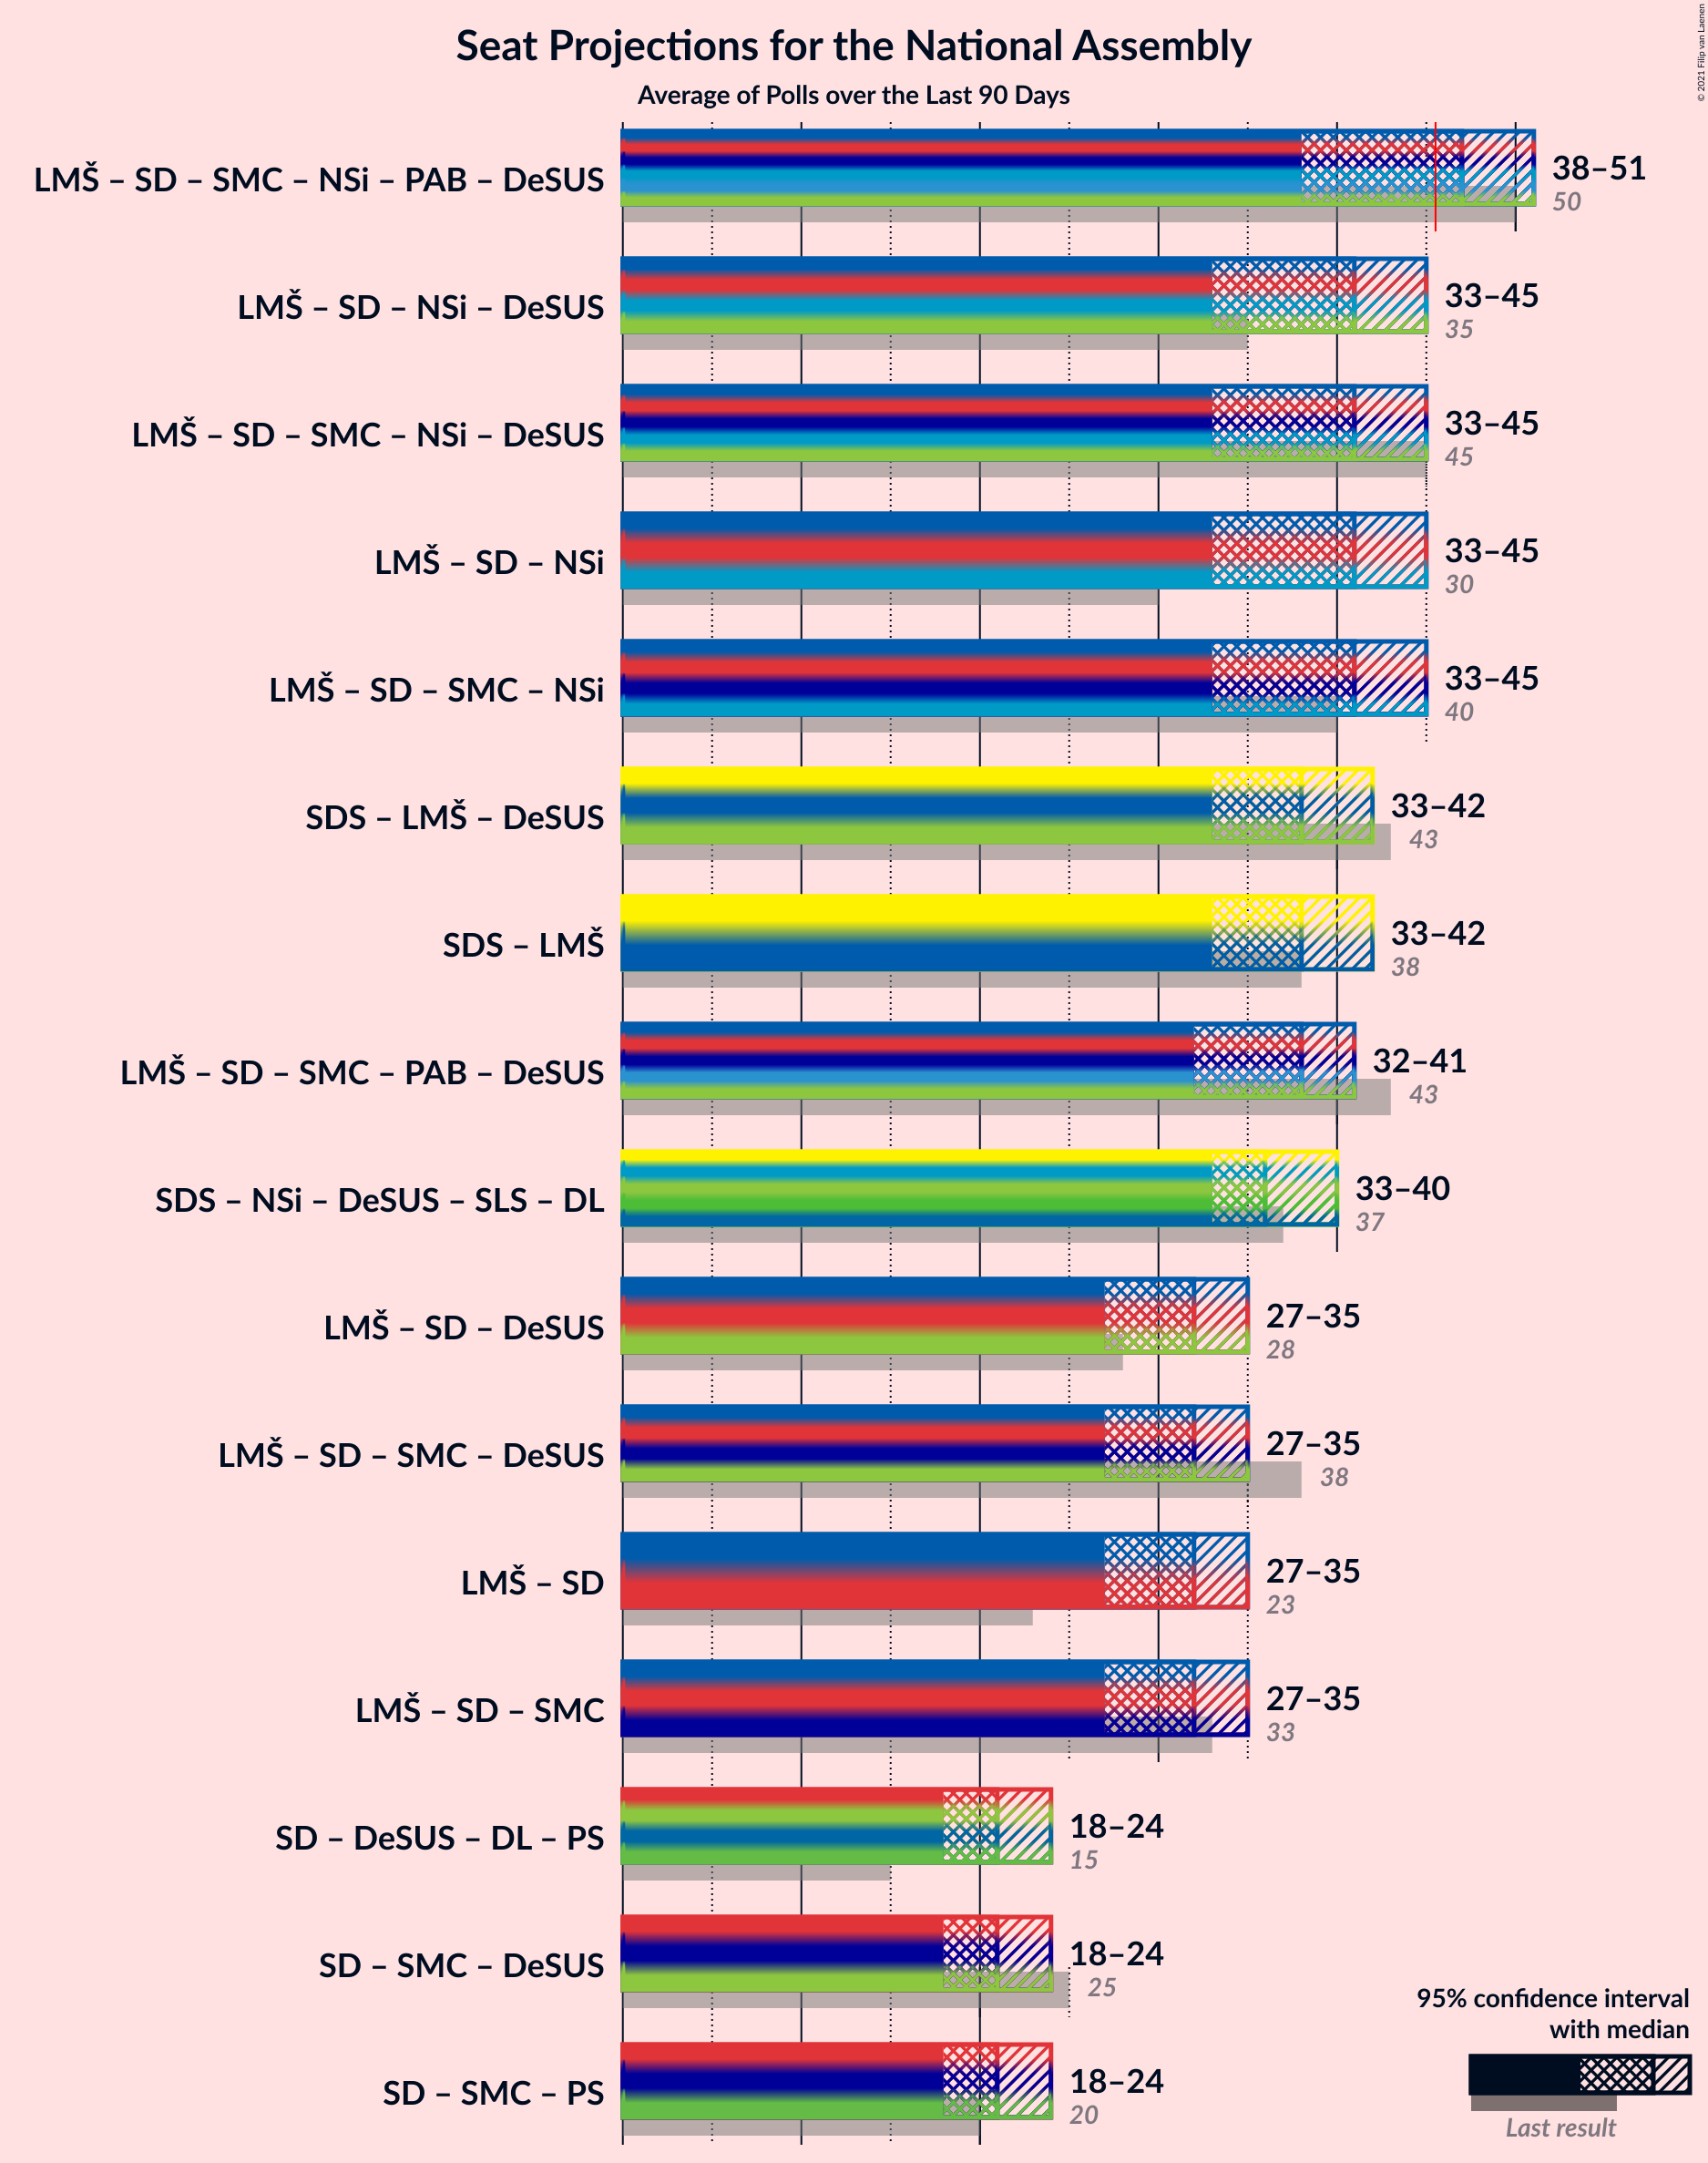 © 2021 Filip van Laenen
Seat Projections for the National Assembly
Average of Polls over the Last 90 Days
LMŠ – SD – SMC – NSi – PAB – DeSUS
38–51
50
LMŠ – SD – NSi – DeSUS
33–45
35
LMŠ – SD – SMC – NSi – DeSUS
33–45
45
LMŠ – SD – NSi
33–45
30
LMŠ – SD – SMC – NSi
33–45
40
SDS – LMŠ – DeSUS
33–42
43
SDS – LMŠ
33–42
38
LMŠ – SD – SMC – PAB – DeSUS
32–41
43
SDS – NSi – DeSUS – SLS – DL
33–40
37
LMŠ – SD – DeSUS
27–35
28
LMŠ – SD – SMC – DeSUS
27–35
38
LMŠ – SD
27–35
23
LMŠ – SD – SMC
27–35
33
SD – DeSUS – DL – PS
18–24
15
SD – SMC – DeSUS
18–24
25
SD – SMC – PS
18–24
20
95% confidence interval
with median
Last result